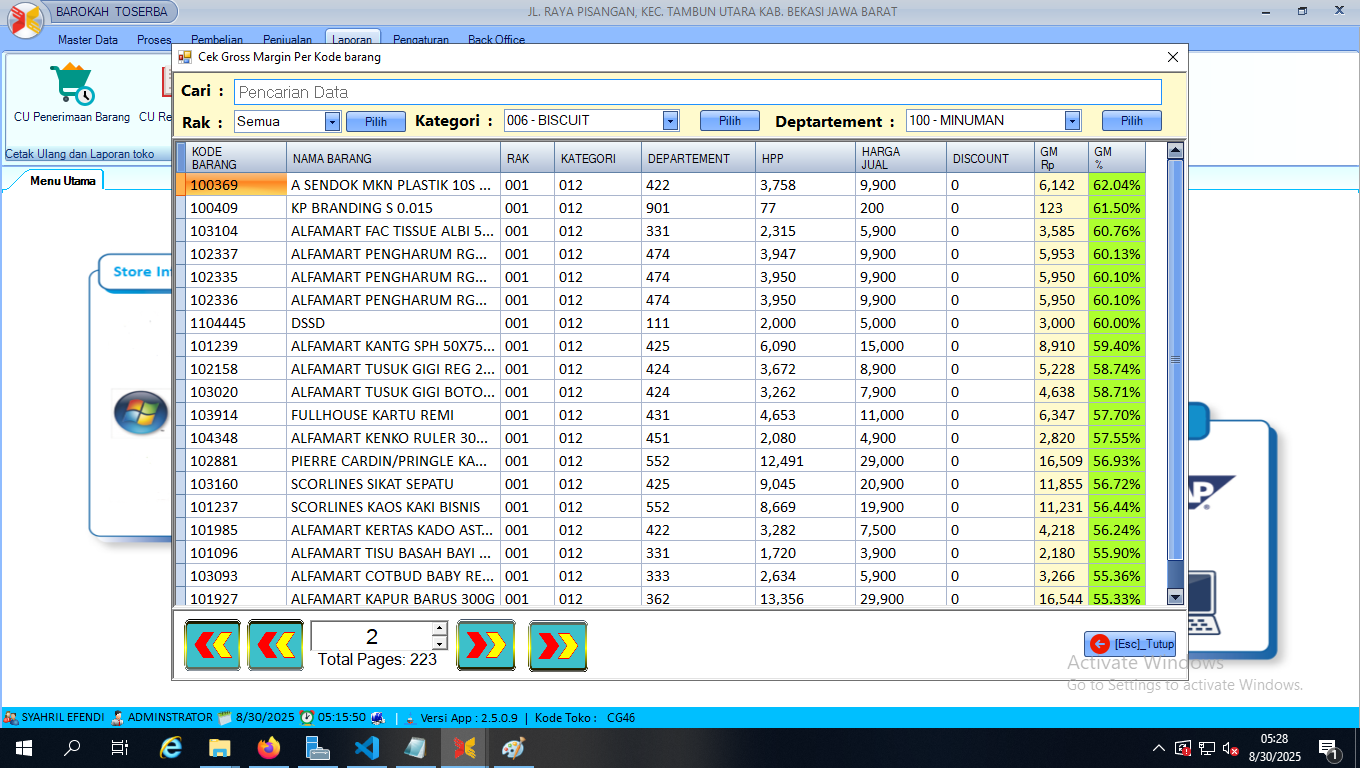 BAROKAH TOSERBA
JL. RAYA PISANGAN, KEC. TAMBUN UTARA KAB. BEKASI JAWA BARAT
Master Data Proses Pembelian Penjualan Laporan Pengaturan Back Office
Cek Gross Margin Per Kode barang
CU Penerimaan Barang CU Re
Cetak Ulang dan Laporan toko
Menu Utama
Store In
Cari : Pencarian Data
Rak : Semua Pilih Kategori : 006 - BISCUIT Pilih Deptartement : 100 - MINUMAN Pilih
KODE BARANG NAMA BARANG RAK KATEGORI DEPARTEMENT HPP HARGA JUAL DISCOUNT GM Rp GM %
100369 A SENDOK MKN PLASTIK 10S ... 001 012 422 3,758 9,900 0 6,142 62.04%
100409 KP BRANDING S 0.015 001 012 901 77 200 0 123 61.50%
103104 ALFAMART FAC TISSUE ALBI 5... 001 012 331 2,315 5,900 0 3,585 60.76%
102337 ALFAMART PENGHARUM RG... 001 012 474 3,947 9,900 0 5,953 60.13%
102335 ALFAMART PENGHARUM RG... 001 012 474 3,950 9,900 0 5,950 60.10%
102336 ALFAMART PENGHARUM RG... 001 012 474 3,950 9,900 0 5,950 60.10%
1104445 DSSD 001 012 111 2,000 5,000 0 3,000 60.00%
101239 ALFAMART KANTG SPH 50X75... 001 012 425 6,090 15,000 0 8,910 59.40%
102158 ALFAMART TUSUK GIGI REG 2... 001 012 424 3,672 8,900 0 5,228 58.74%
103020 ALFAMART TUSUK GIGI BOTO... 001 012 424 3,262 7,900 0 4,638 58.71%
103914 FULLHOUSE KARTU REMI 001 012 431 4,653 11,000 0 6,347 57.70%
104348 ALFAMART KENKO RULER 30... 001 012 451 2,080 4,900 0 2,820 57.55%
102881 PIERRE CARDIN/PRINGLE KA... 001 012 552 12,491 29,000 0 16,509 56.93%
103160 SCORLINES SIKAT SEPATU 001 012 425 9,045 20,900 0 11,855 56.72%
101237 SCORLINES KAOS KAKI BISNIS 001 012 552 8,669 19,900 0 11,231 56.44%
101985 ALFAMART KERTAS KADO AST... 001 012 422 3,282 7,500 0 4,218 56.24%
101096 ALFAMART TISU BASAH BAYI ... 001 012 331 1,720 3,900 0 2,180 55.90%
103093 ALFAMART COTBUD BABY RE... 001 012 333 2,634 5,900 0 3,266 55.36%
101927 ALFAMART KAPUR BARUS 300G 001 012 362 13,356 29,900 0 16,544 55.33%
2
Total Pages: 223
[Esc]_Tutup
Activate Windows
Go to Settings to activate Windows.
SYAHRIL EFENDI ADMINSTRATOR 8/30/2025 05:15:50 | Versi App : 2.5.0.9 | Kode Toko : CG46
05:28
8/30/2025
1